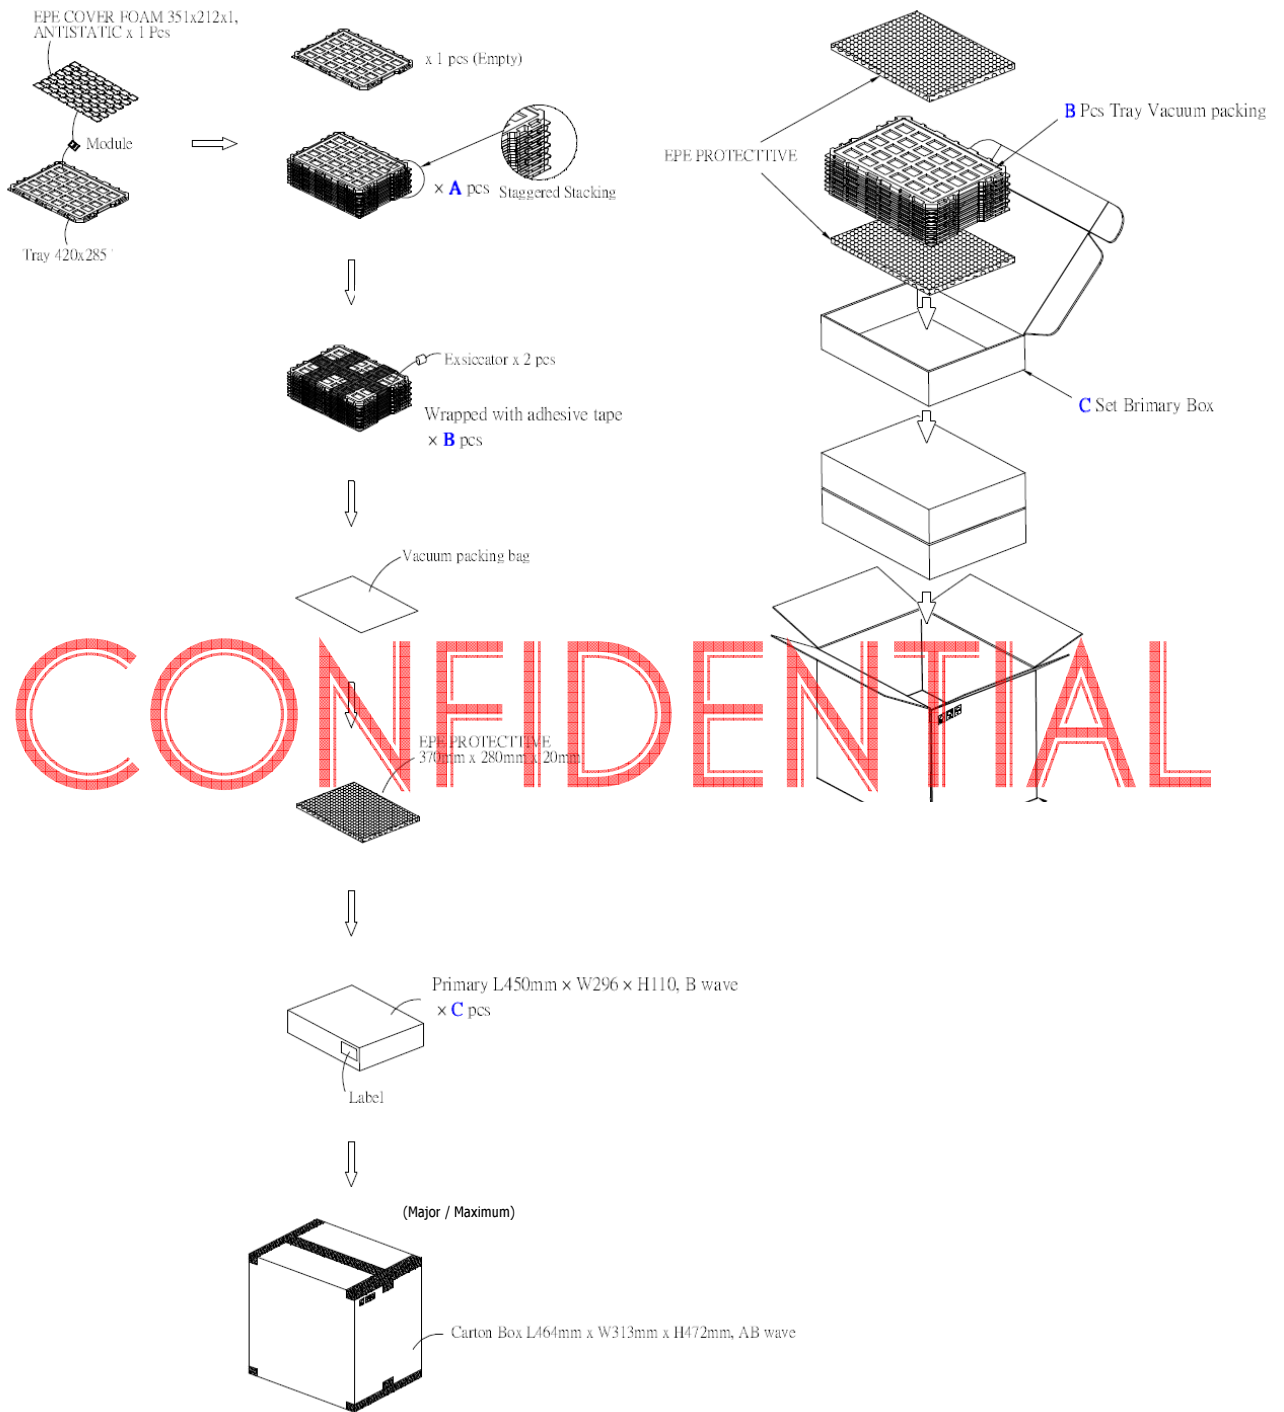 EPE COVER FOAM 351x212x1,
ANTISTATIC x 1 Pcs
x 1 pcs (Empty)
Module
× A pcs
Staggered Stacking
Tray 420x285
Exsiccator x 2 pcs
Wrapped with adhesive tape
× B pcs
Vacuum packing bag
EPE PROTECTTIVE
370mm x 280mm x 20mm
Primary L450mm × W296 × H110, B wave
× C pcs
Label
(Major / Maximum)
Carton Box L464mm x W313mm x H472mm, AB wave
B Pcs Tray Vacuum packing
EPE PROTECTTIVE
C Set Brimary Box
CONFIDENTIAL